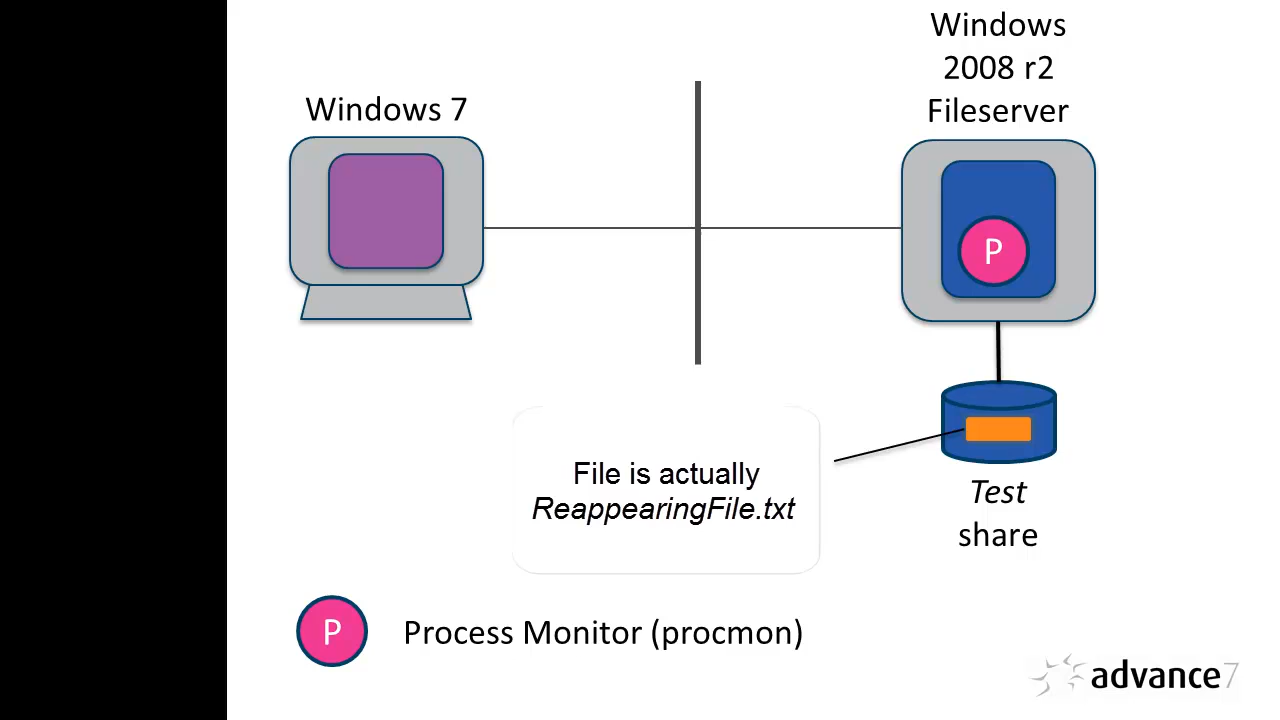 Windows 7
Windows
2008 r2
Fileserver
P
File is actually
ReappearingFile.txt
Test
share
P
Process Monitor (procmon)
advance7